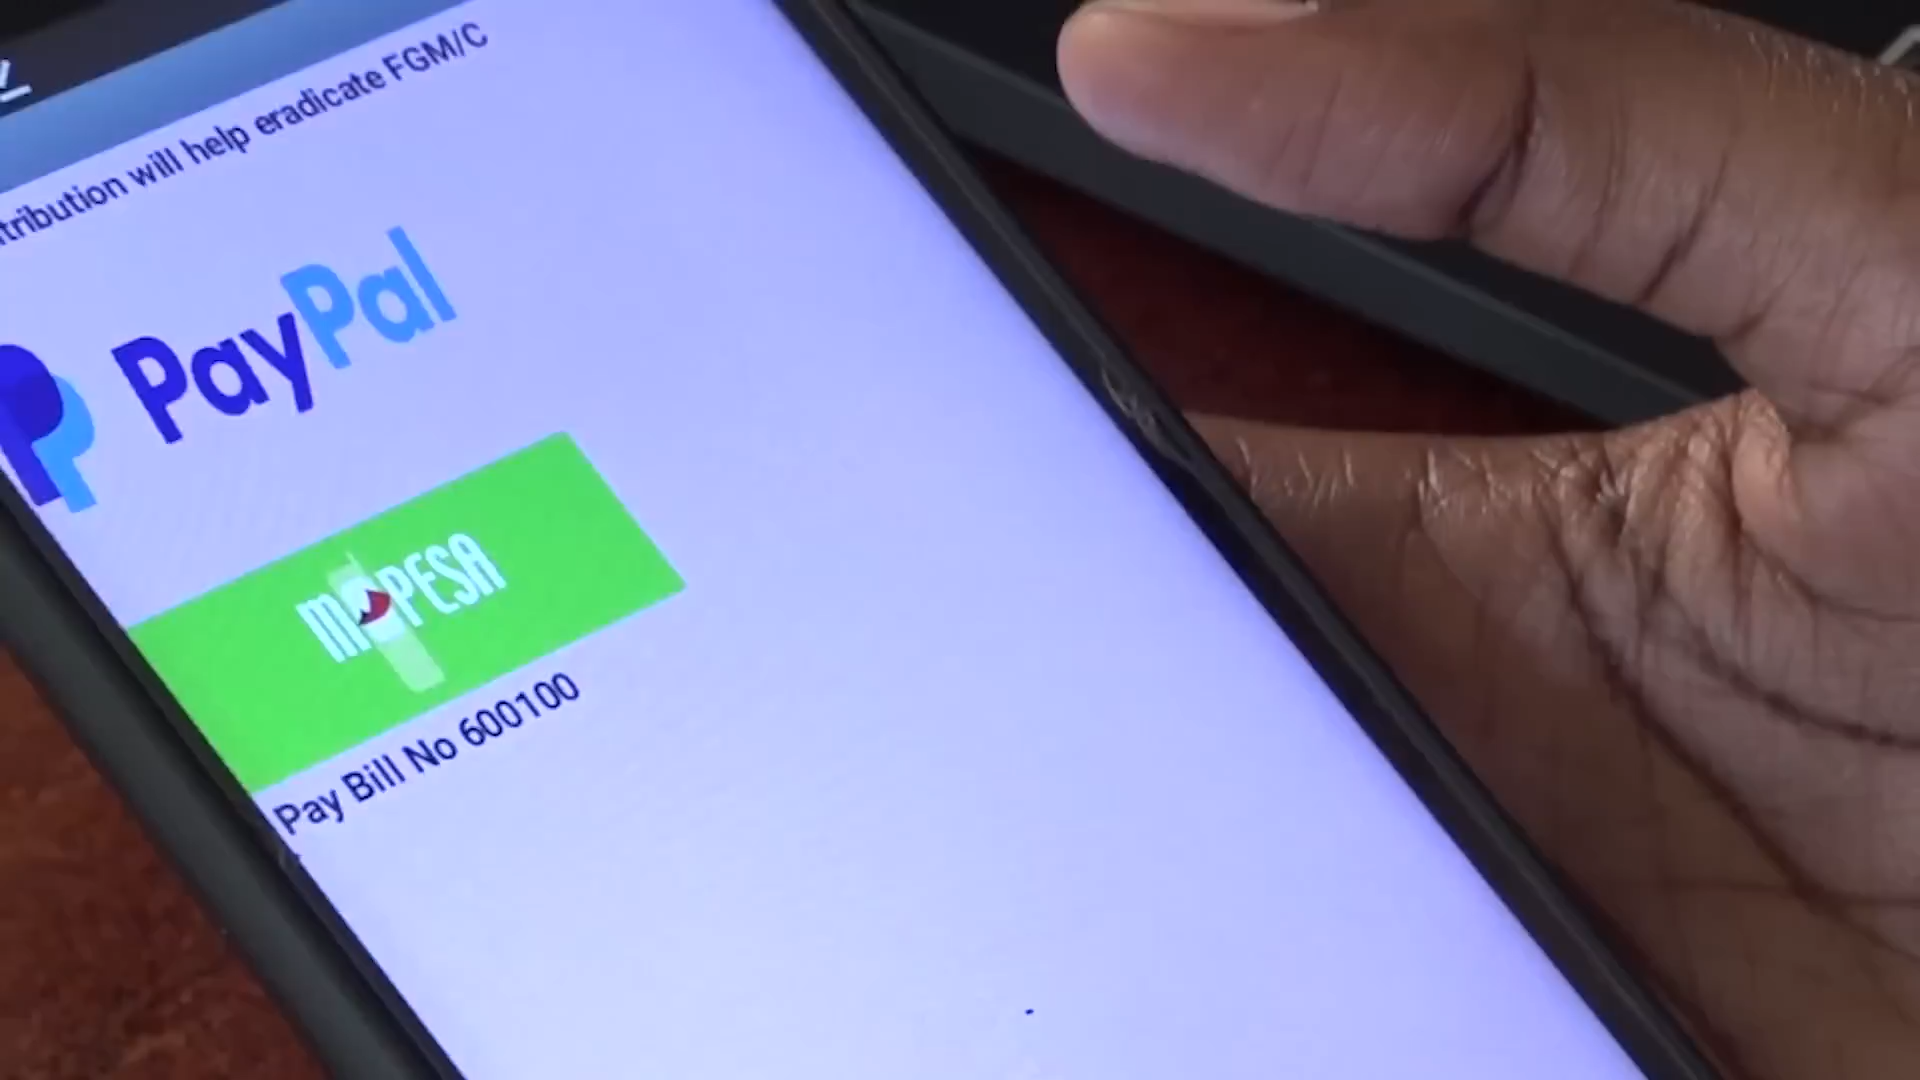 tribution will help eradicate FGM/C
PayPal
M-PESA
Pay Bill No 600100